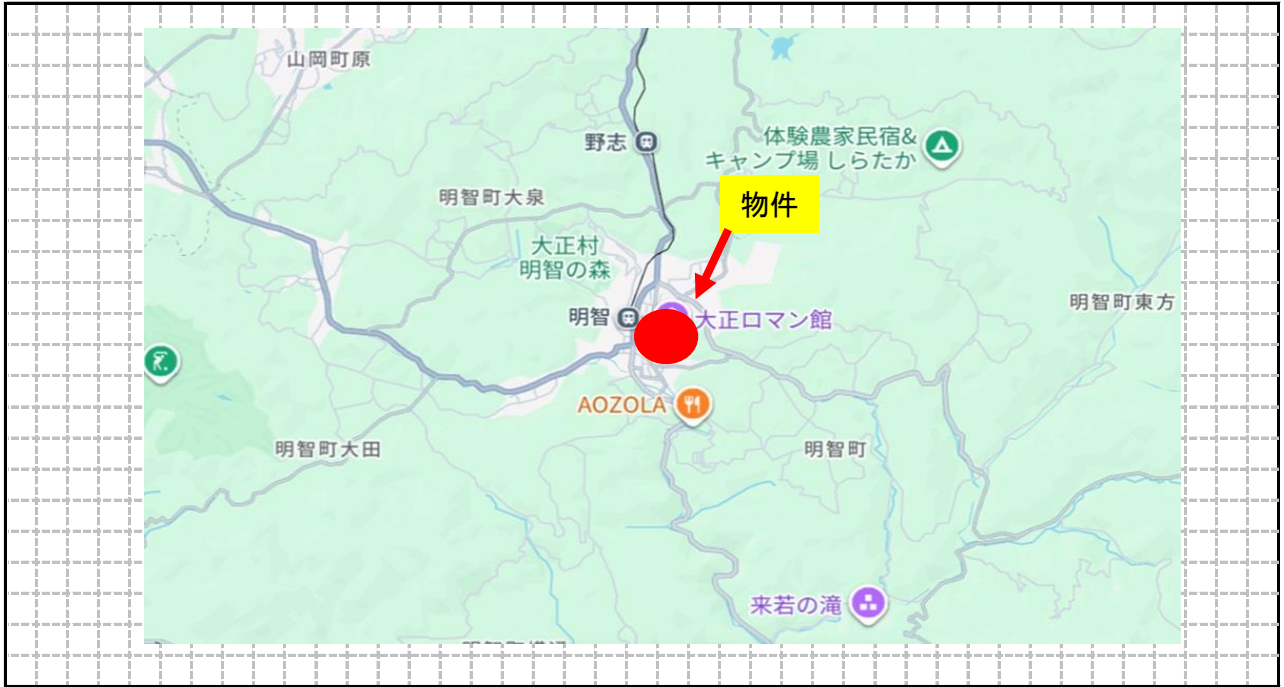 山岡町原
野志
体験農家民宿&
キャンプ場 しらたか
明智町大泉
物件
大正村
明智の森
明智町東方
明智
大正ロマン館
AOZOLA
明智町大田
明智町
来若の滝